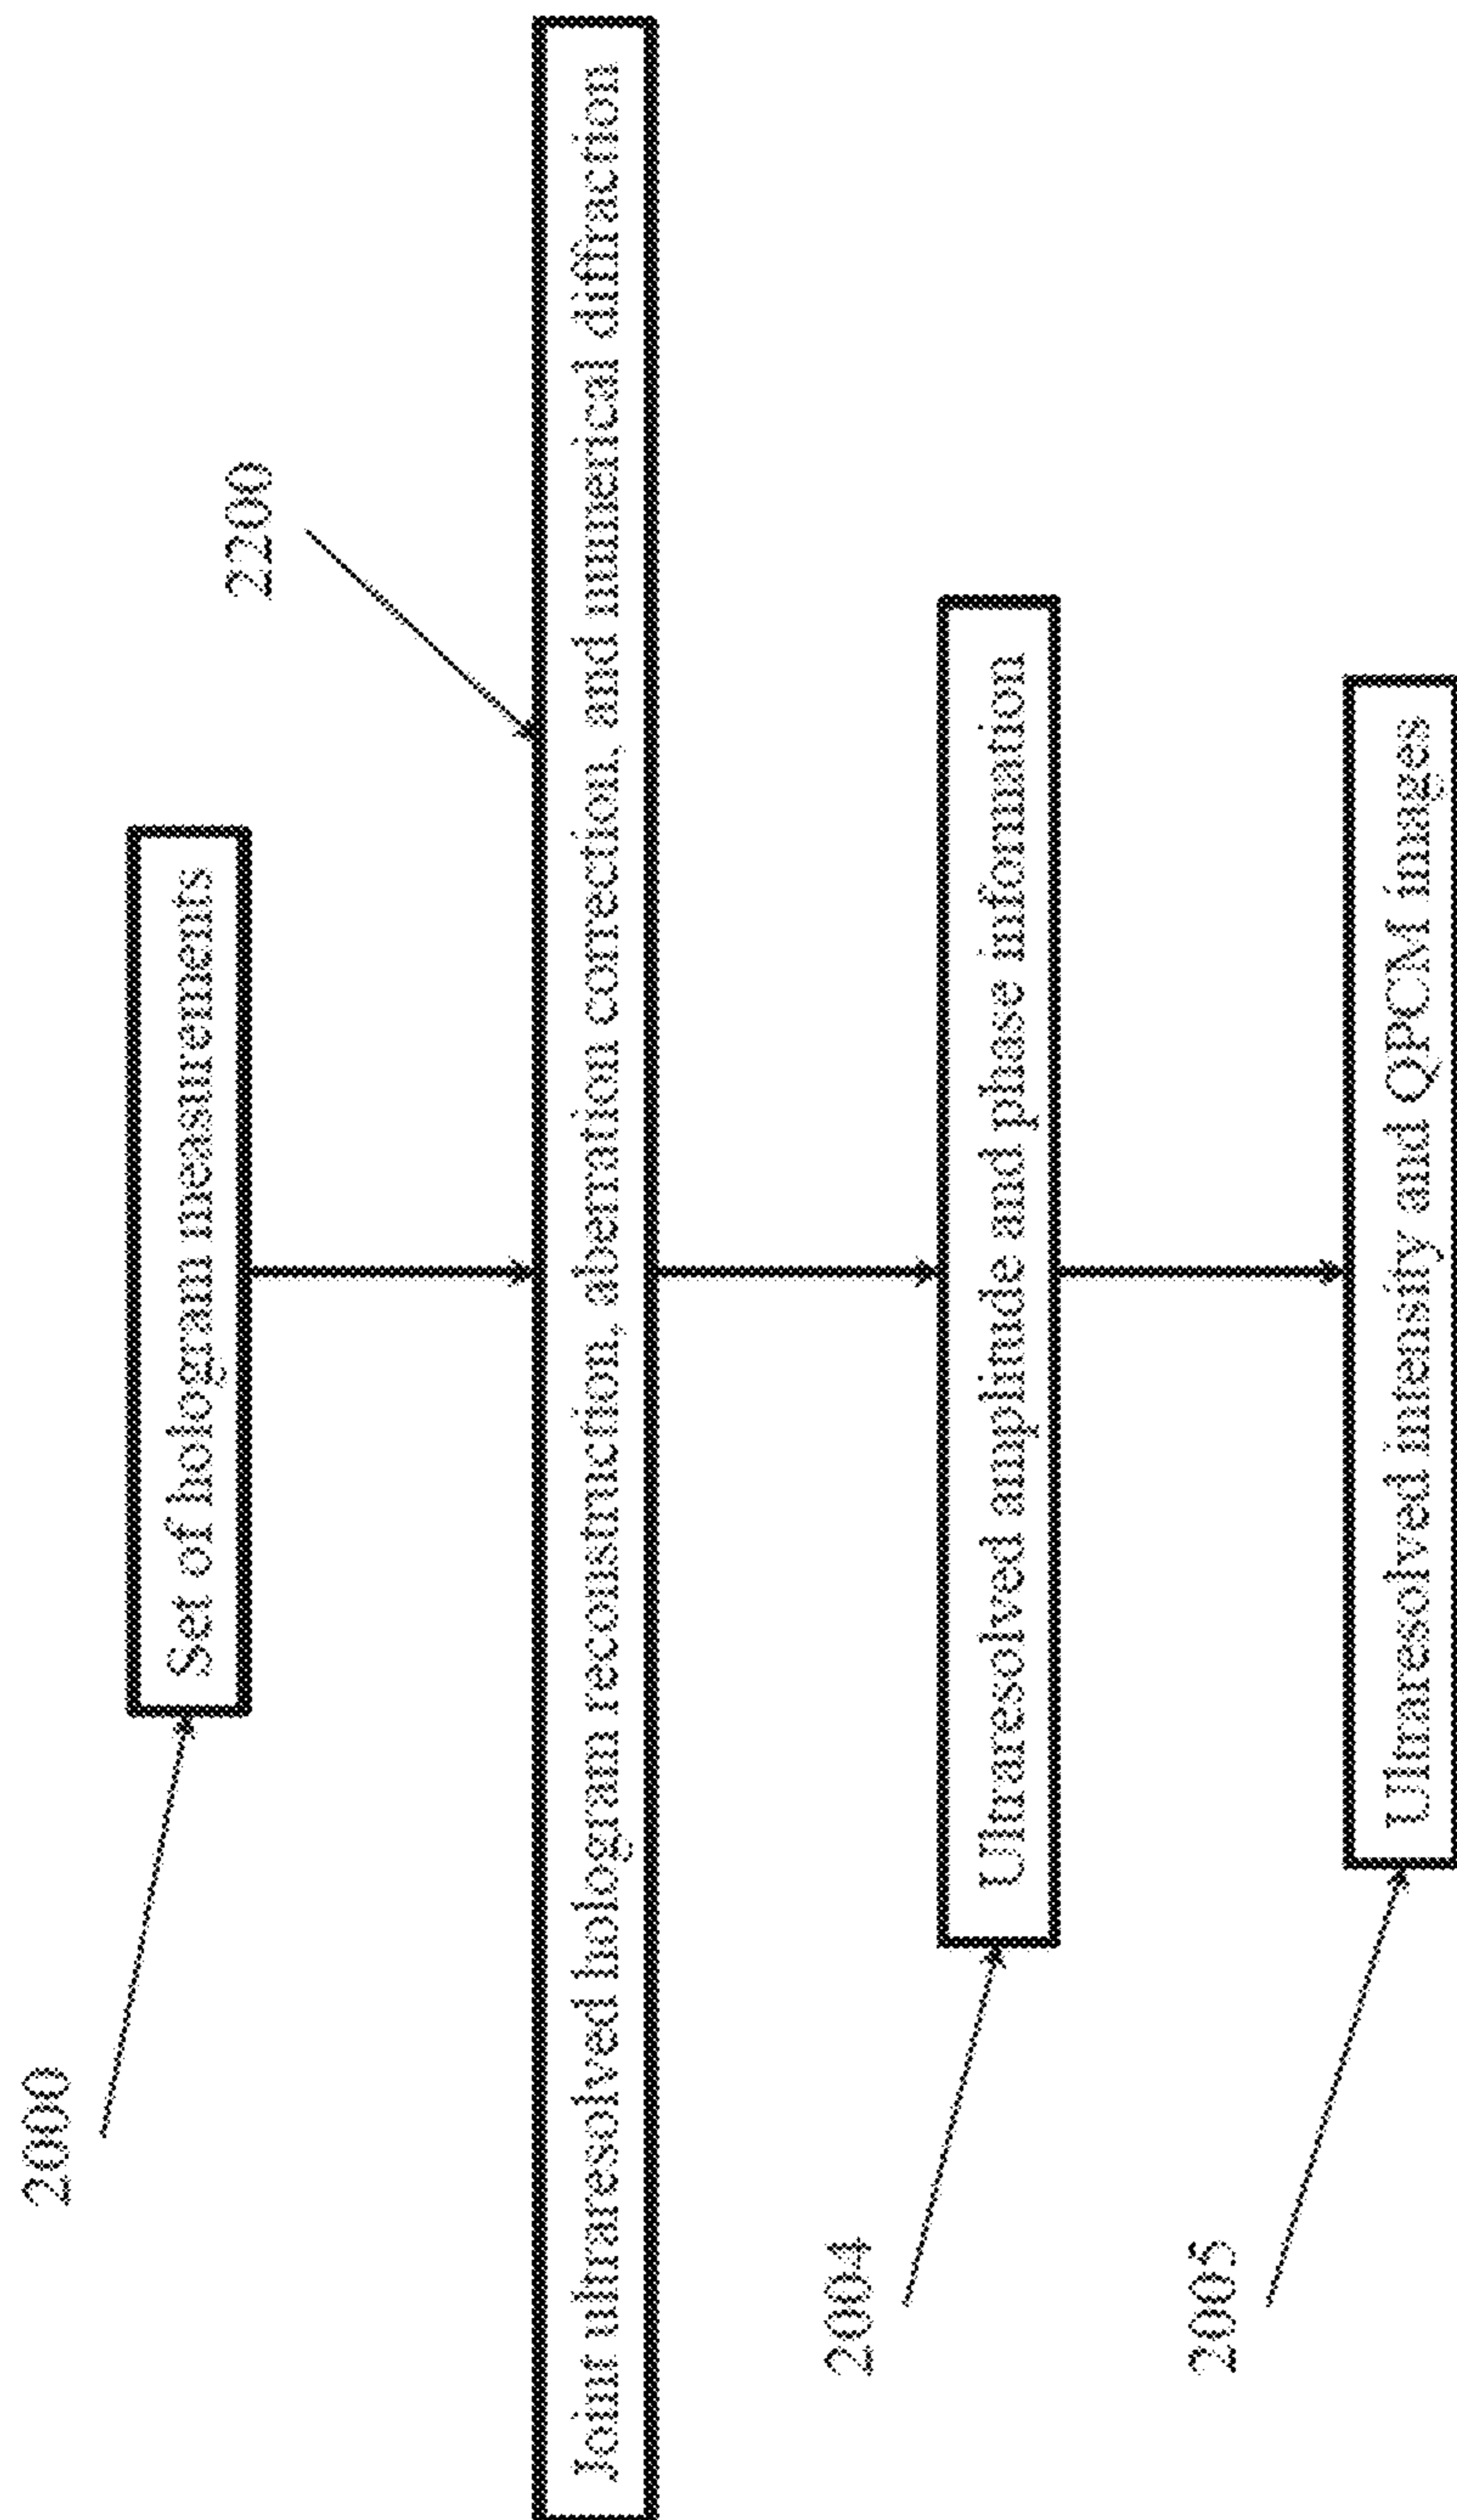 2000
Set of hologram measurements
2200
Joint ultraresolved hologram reconstruction, aberration correction, and numerical diffraction
2004
Ultraresolved amplitude and phase information
2005
Ultraresolved intensity and QPCM images